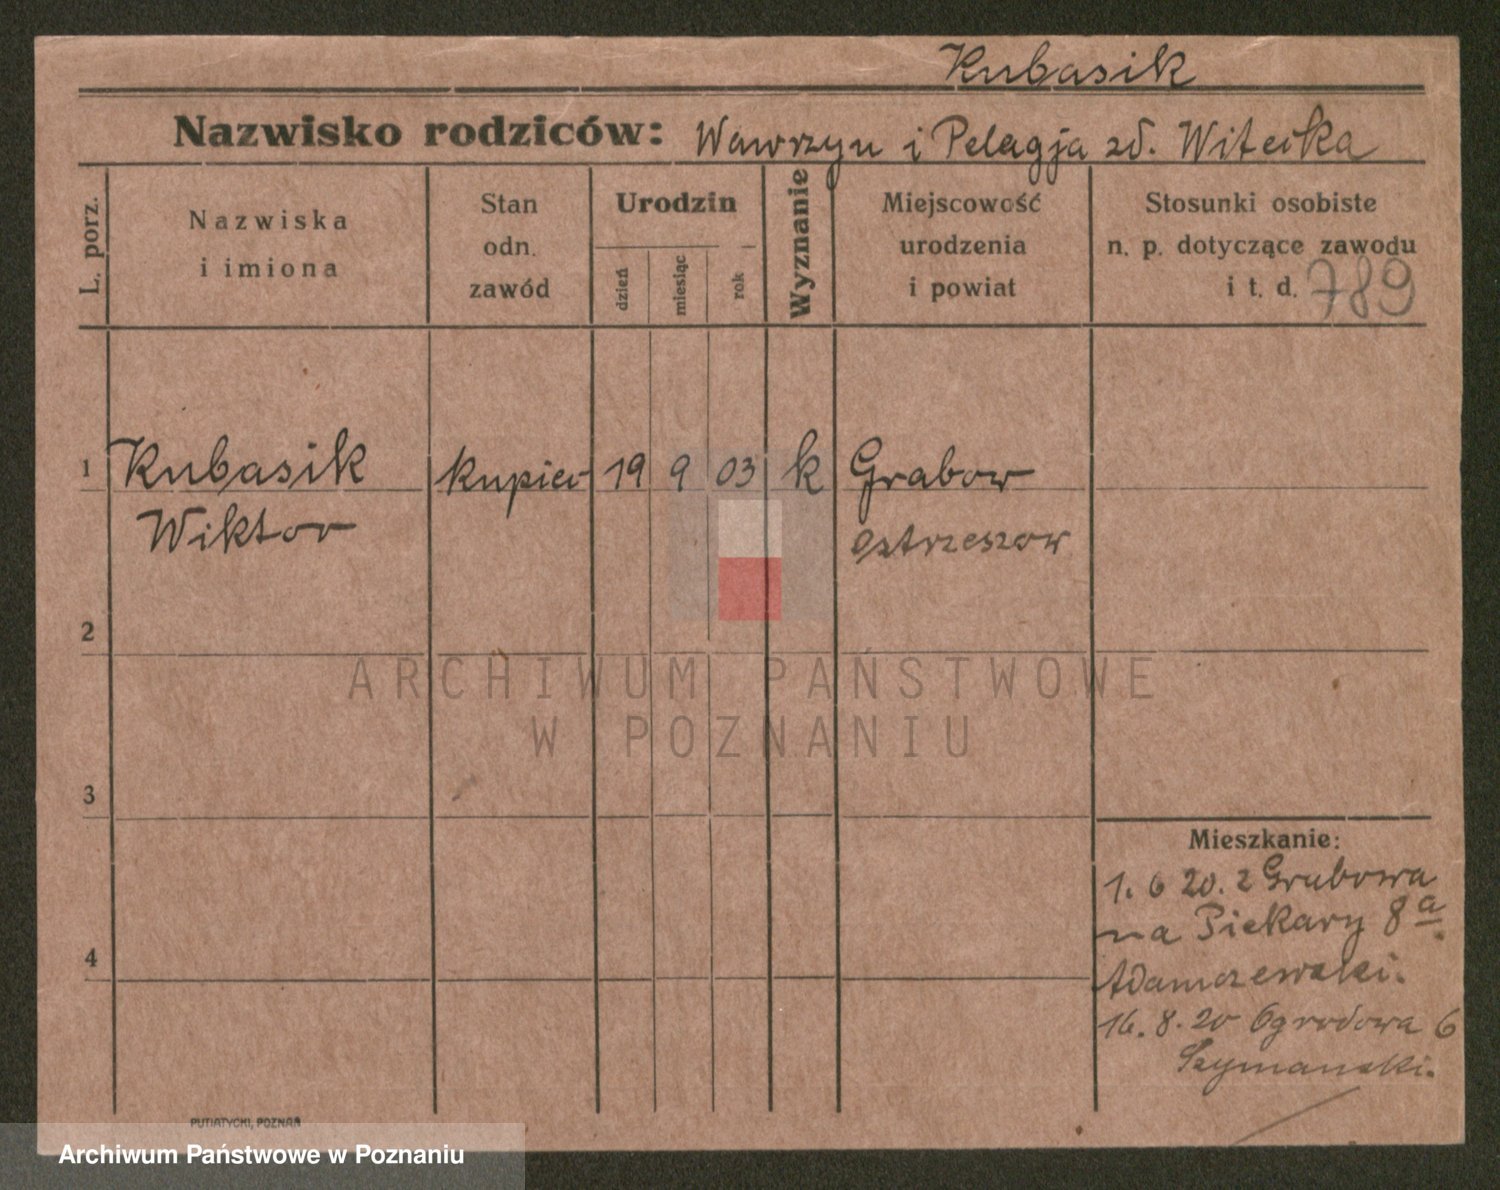 Kubasik
Nazwisko rodziców: Wawrzyn i Pelagja zd. Witecka
L. porz.
Nazwiska
i imiona
Stan
odn.
zawód
Urodzin
dzień
miesiąc
rok
Wyznanie
Miejscowość
urodzenia
i powiat
Stosunki osobiste
n. p. dotyczące zawodu
i t. d. 789
1 Kubasik kupiec 19 9 03 k Grabow
Wiktor Ostrzeszow
2
ARCHIWUM PAŃSTWOWE
W POZNANIU
3
Mieszkanie:
1. 6 20. z Grabowa
na Piekary 8a
4 Adamczewski.
16. 8. 20 Ogrodowa 6
Szymanski.
PUTIATYCKI, POZNAŃ
Archiwum Państwowe w Poznaniu